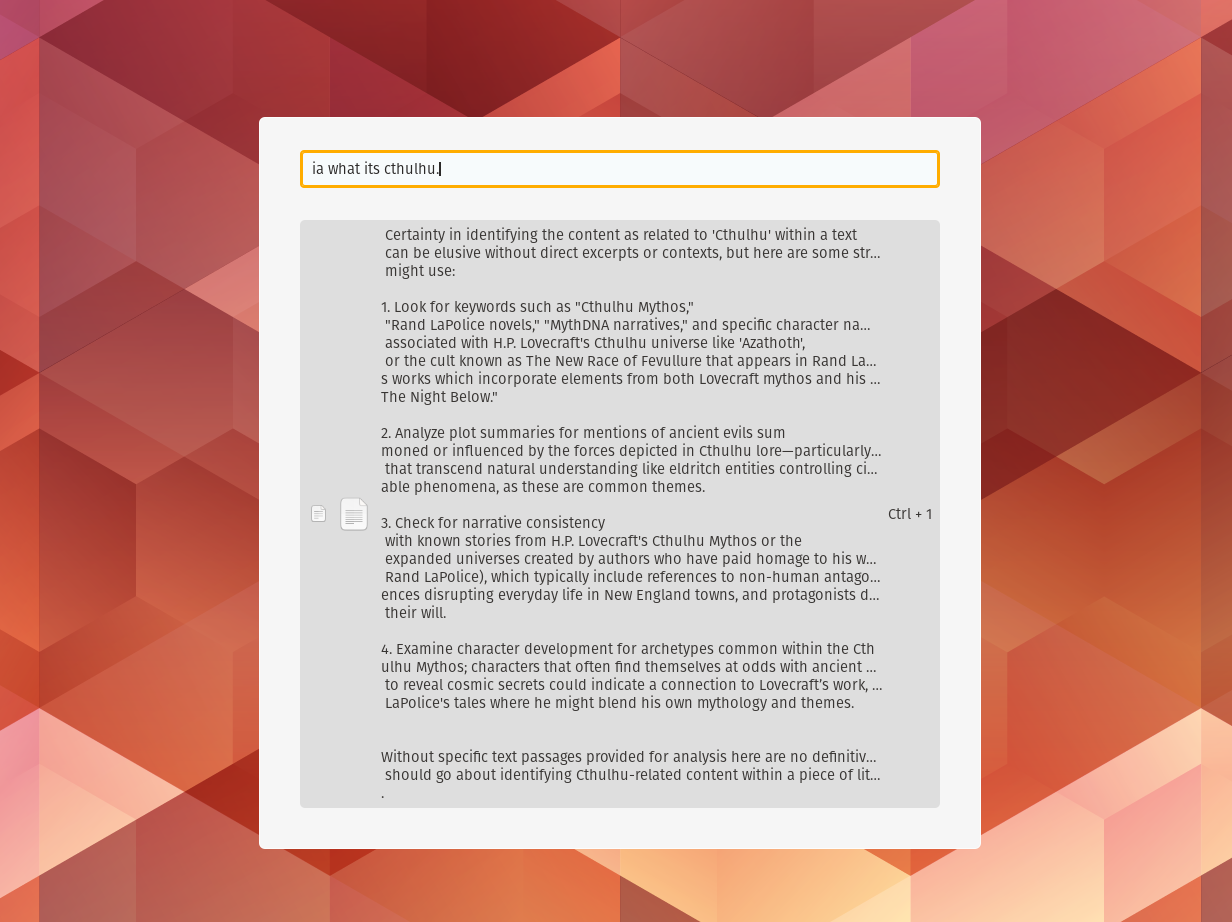 ia what its cthulhu.
Certainty in identifying the content as related to 'Cthulhu' within a text
can be elusive without direct excerpts or contexts, but here are some str...
might use:
1. Look for keywords such as "Cthulhu Mythos,"
"Rand LaPolice novels," "MythDNA narratives," and specific character na...
associated with H.P. Lovecraft's Cthulhu universe like 'Azathoth',
or the cult known as The New Race of Fevullure that appears in Rand La...
s works which incorporate elements from both Lovecraft mythos and his ...
The Night Below."
2. Analyze plot summaries for mentions of ancient evils sum
moned or influenced by the forces depicted in Cthulhu lore—particularly...
that transcend natural understanding like eldritch entities controlling ci...
able phenomena, as these are common themes.
Ctrl + 1
3. Check for narrative consistency
with known stories from H.P. Lovecraft's Cthulhu Mythos or the
expanded universes created by authors who have paid homage to his w...
Rand LaPolice), which typically include references to non-human antago...
ences disrupting everyday life in New England towns, and protagonists d...
their will.
4. Examine character development for archetypes common within the Cth
ulhu Mythos; characters that often find themselves at odds with ancient ...
to reveal cosmic secrets could indicate a connection to Lovecraft’s work, ...
LaPolice's tales where he might blend his own mythology and themes.
Without specific text passages provided for analysis here are no definitiv...
should go about identifying Cthulhu-related content within a piece of lit...
.